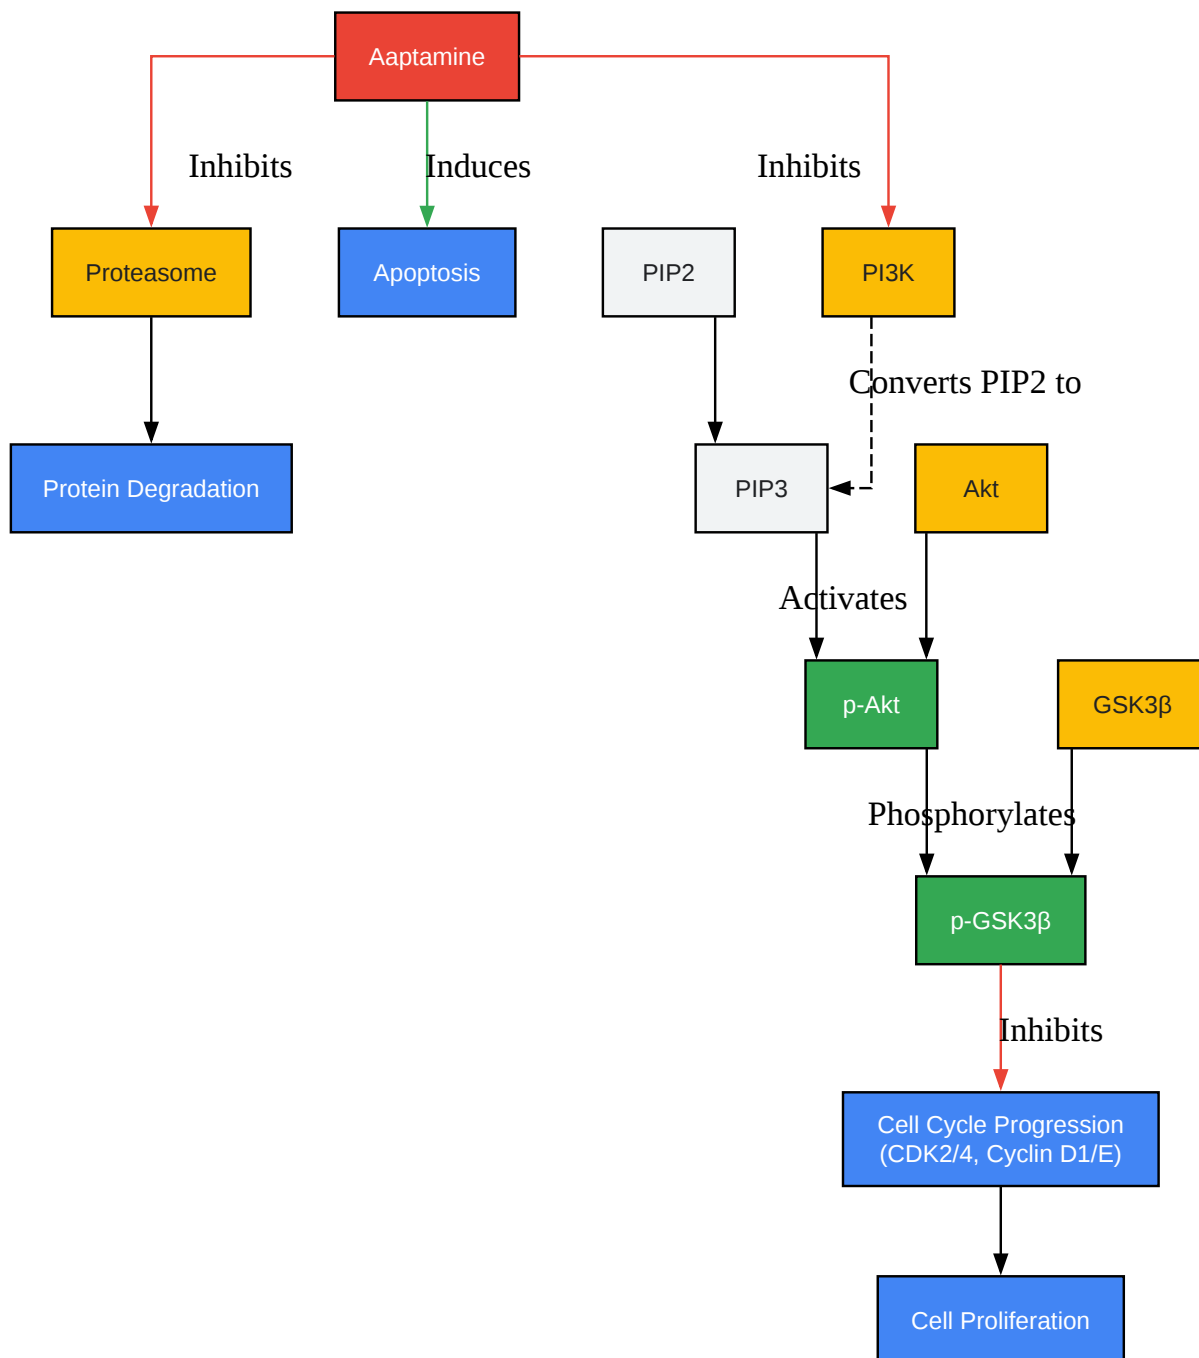 Aaptamine
Inhibits
Induces
Inhibits
Proteasome
Apoptosis
PIP2
PI3K
Converts PIP2 to
Protein Degradation
PIP3
Akt
Activates
p-Akt
GSK3β
Phosphorylates
p-GSK3β
Inhibits
Cell Cycle Progression
(CDK2/4, Cyclin D1/E)
Cell Proliferation